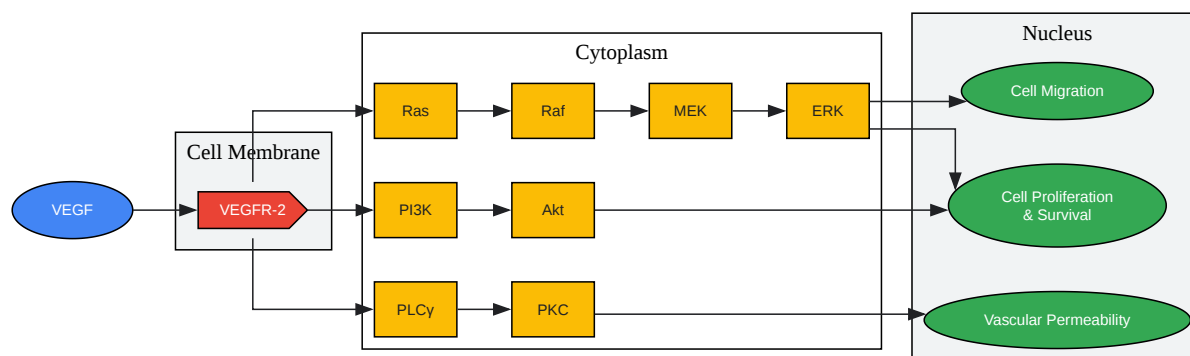 Nucleus
Cytoplasm
Cell Migration
Ras
Raf
MEK
ERK
Cell Membrane
VEGF
VEGFR-2
PI3K
Akt
Cell Proliferation
& Survival
PLCγ
PKC
Vascular Permeability